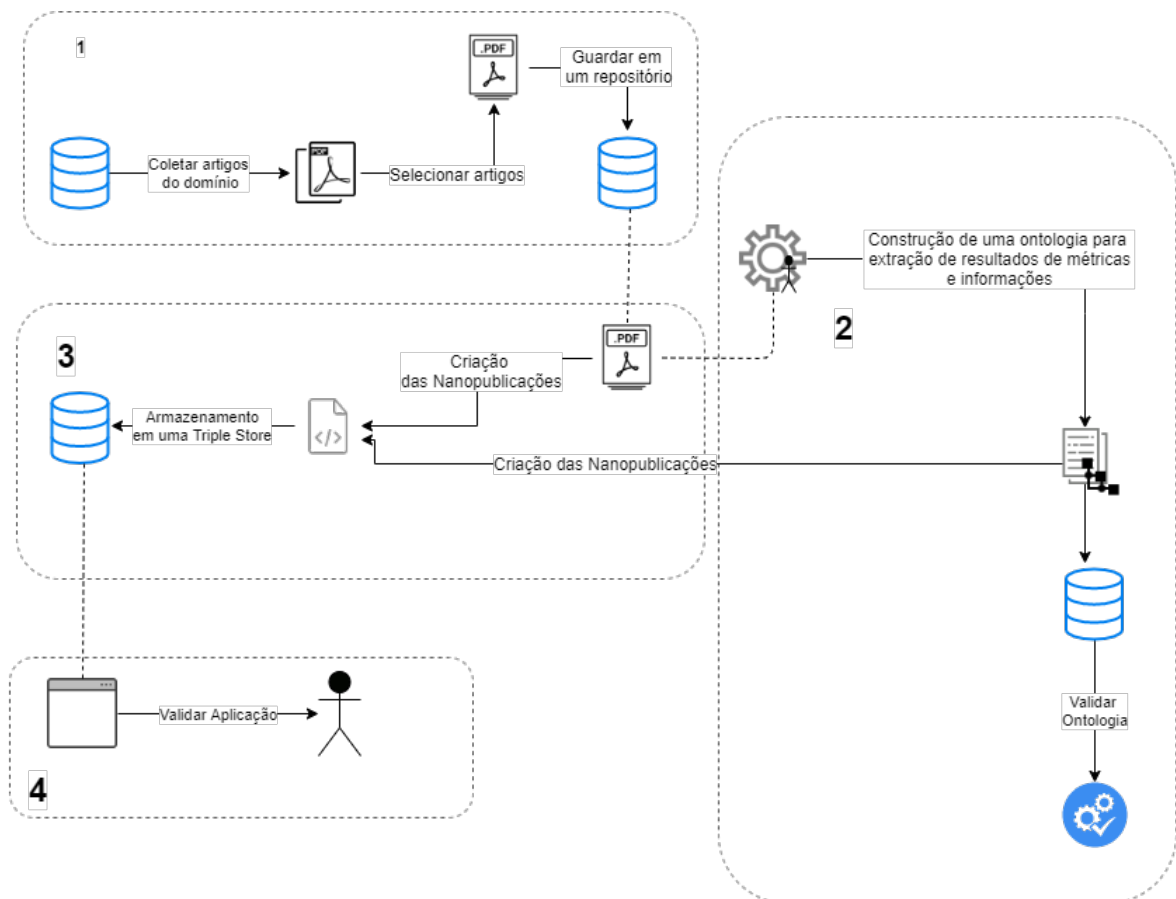 1
.PDF
Guardar em
um repositório
Coletar artigos
do domínio
PDF
Selecionar artigos
Construção de uma ontologia para
extração de resultados de métricas
e informações
2
3
.PDF
Criação
das Nanopublicações
Armazenamento
em uma Triple Store
</>
Criação das Nanopublicações
Validar Aplicação
Validar
Ontologia
4